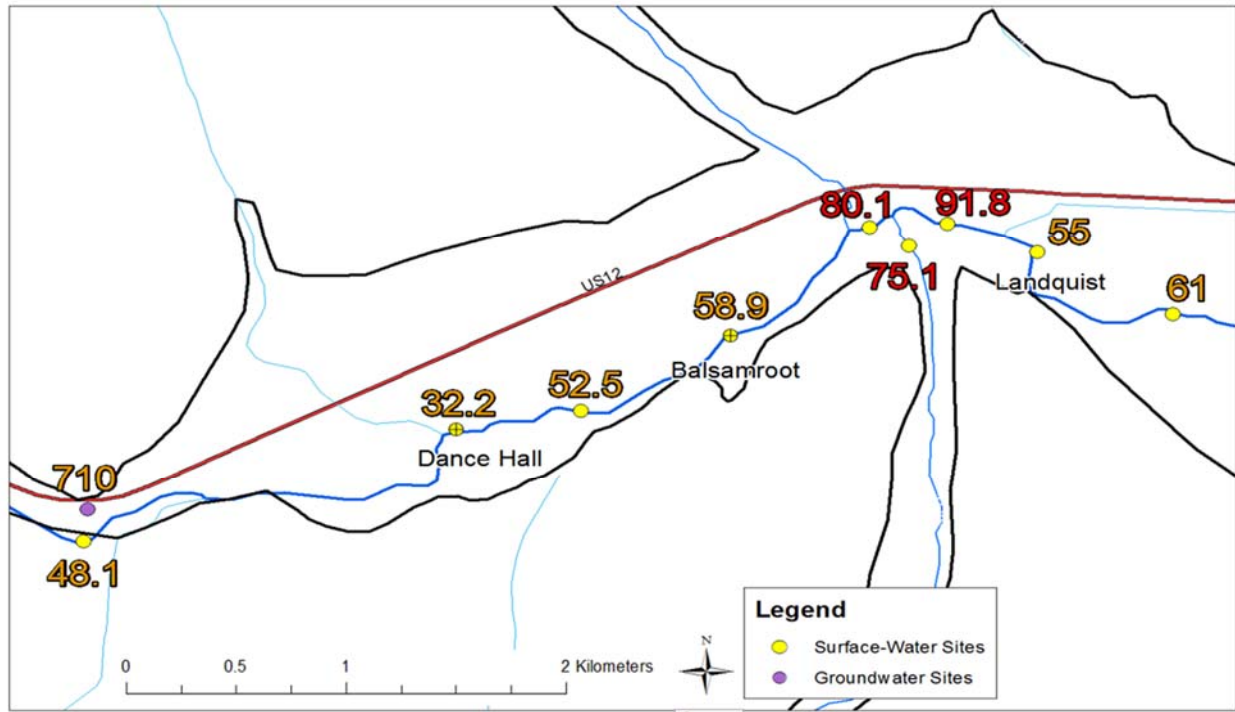 80.1
91.8
55
75.1
Landquist
61
US12
58.9
Balsamroot
52.5
32.2
Dance Hall
710
48.1
0
0.5
1
2 Kilometers
N
Legend
Surface-Water Sites
Groundwater Sites